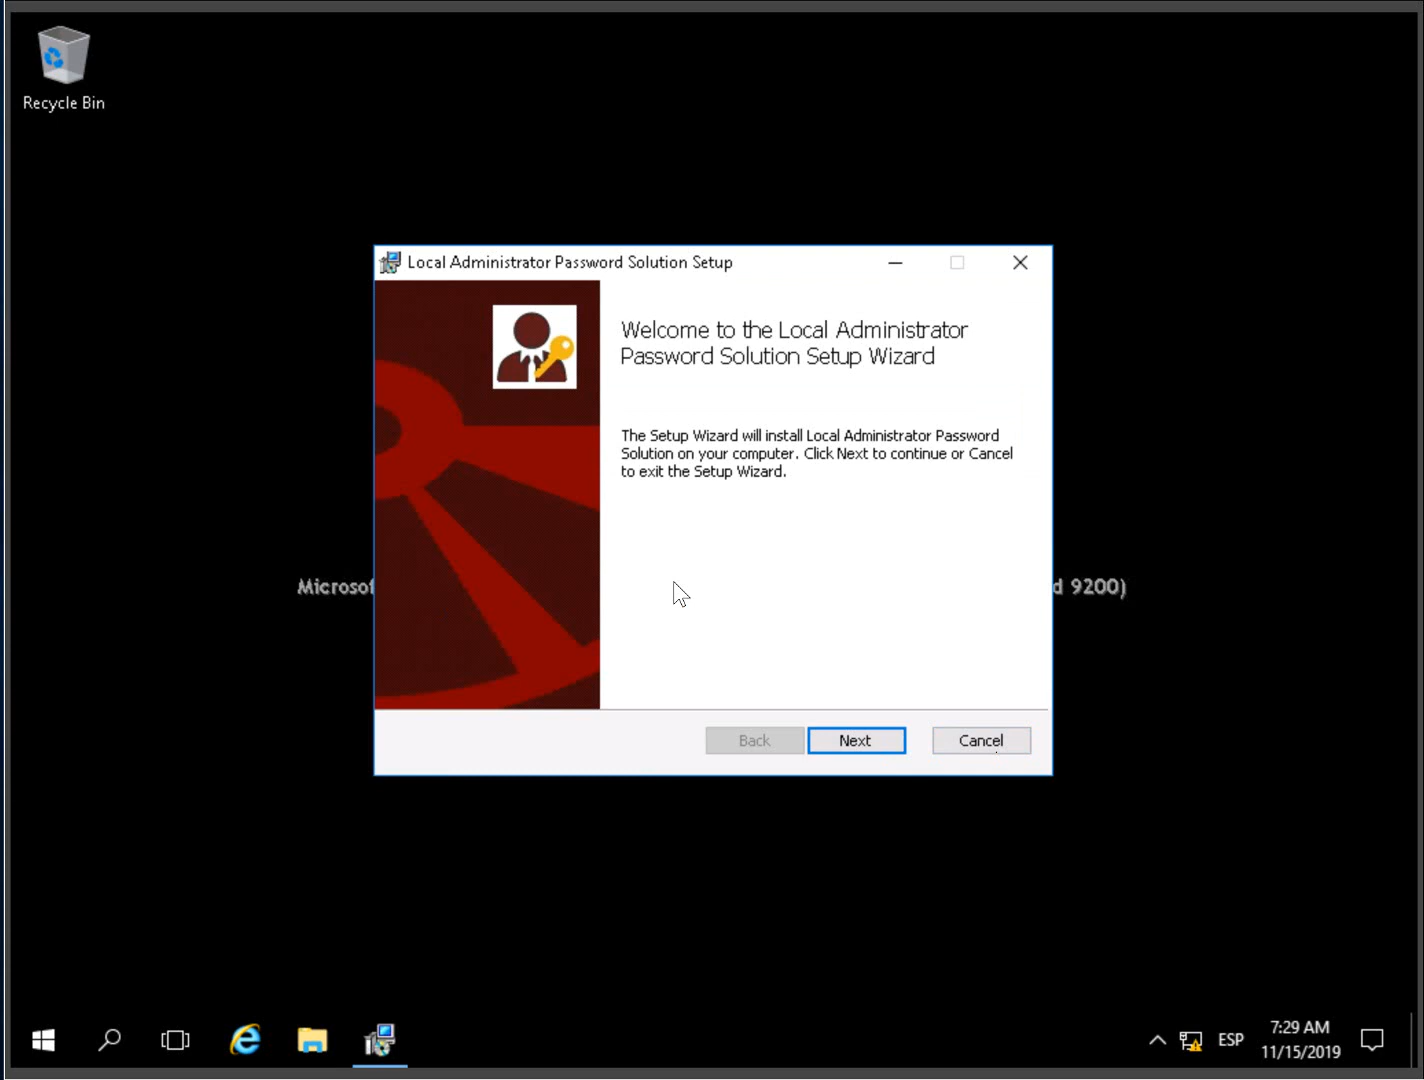 Recycle Bin
Local Administrator Password Solution Setup
Welcome to the Local Administrator
Password Solution Setup Wizard
The Setup Wizard will install Local Administrator Password
Solution on your computer. Click Next to continue or Cancel
to exit the Setup Wizard.
Microsof
d 9200)
Back
Next
Cancel
ESP
7:29 AM
11/15/2019